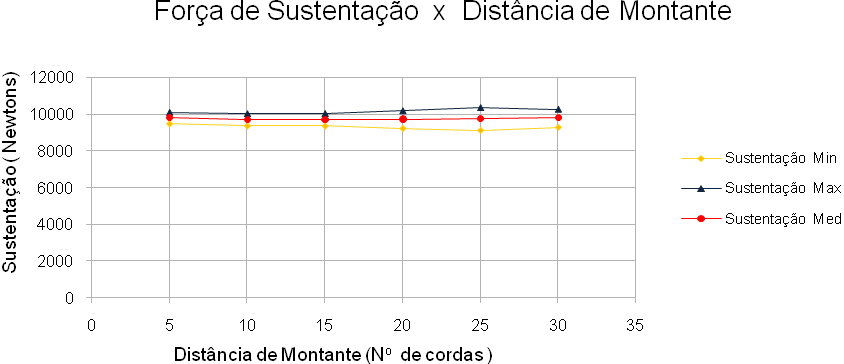 Força de Sustentação x Distância de Montante
Sustentação ( Newtons)
12000
10000
8000
6000
4000
2000
0
0 5 10 15 20 25 30 35
Distância de Montante (Nº de cordas )
Sustentação Min
Sustentação Max
Sustentação Med